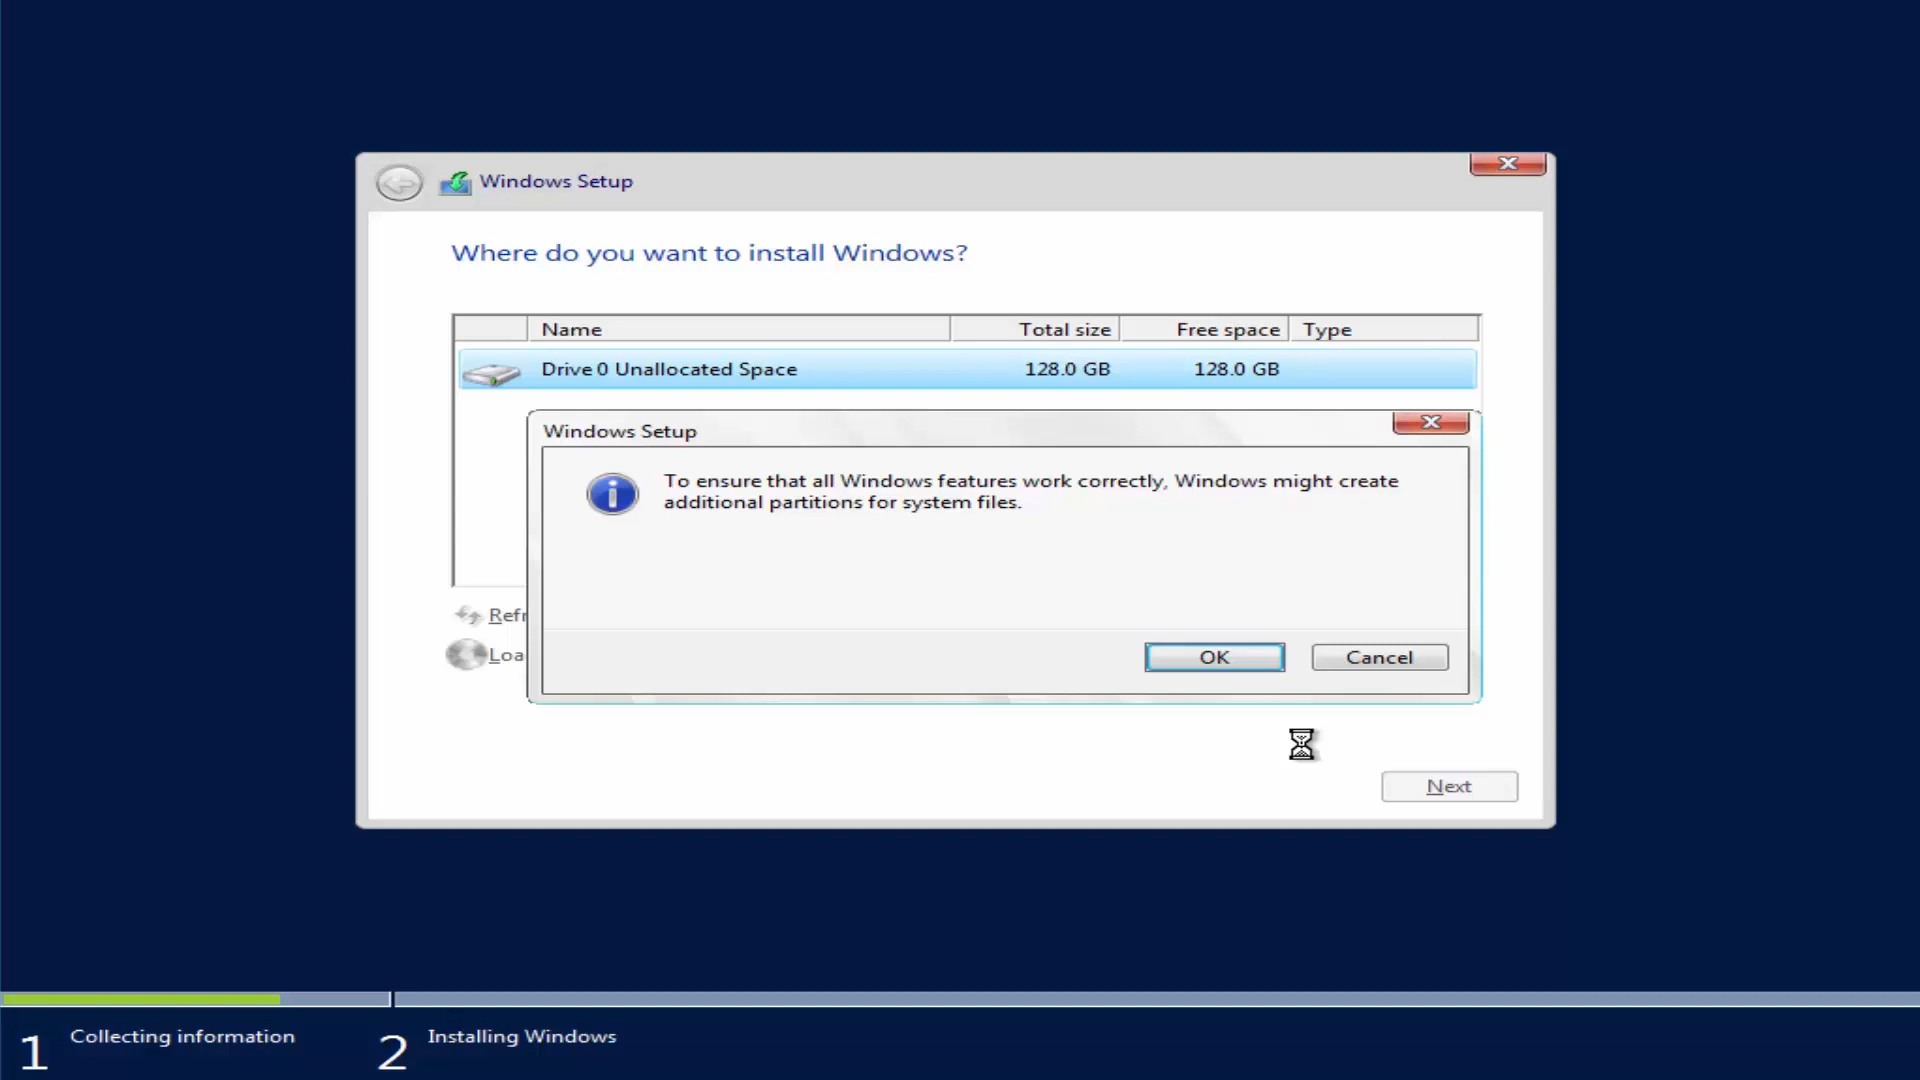 Windows Setup
Where do you want to install Windows?
Name Total size Free space Type
Drive 0 Unallocated Space 128.0 GB 128.0 GB
Windows Setup
To ensure that all Windows features work correctly, Windows might create
additional partitions for system files.
Refr
Loa
OK Cancel
Next
1 Collecting information 2 Installing Windows